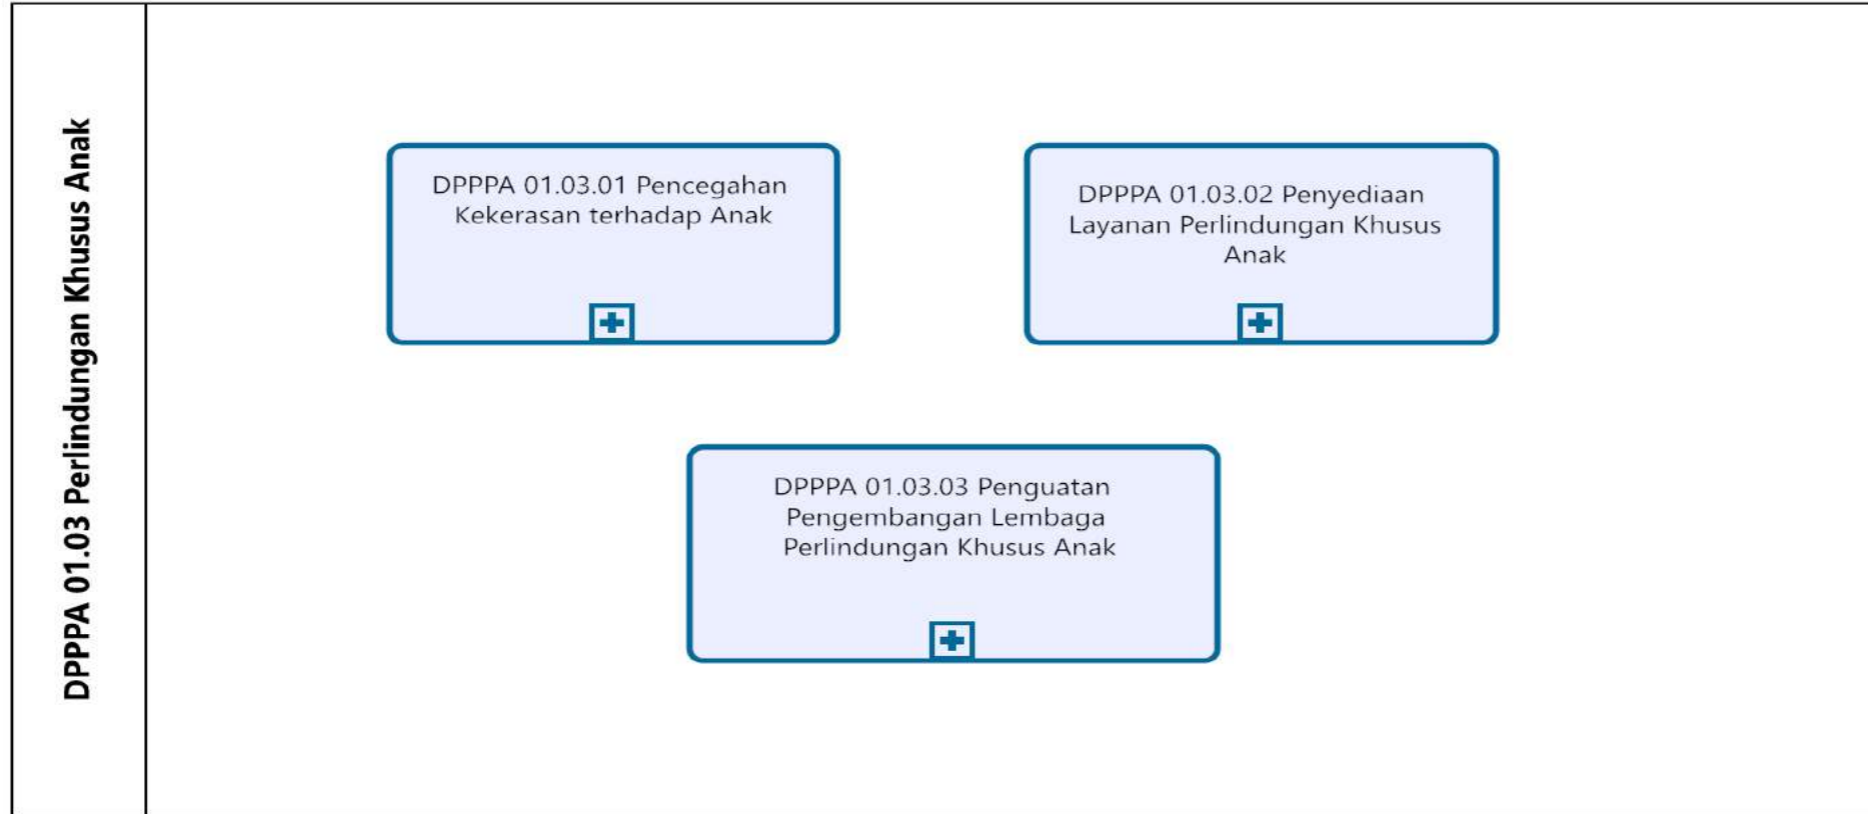 DPPPA 01.03 Perlindungan Khusus Anak
DPPPA 01.03.01 Pencegahan
Kekerasan terhadap Anak
DPPPA 01.03.02 Penyediaan
Layanan Perlindungan Khusus
Anak
DPPPA 01.03.03 Penguatan
Pengembangan Lembaga
Perlindungan Khusus Anak